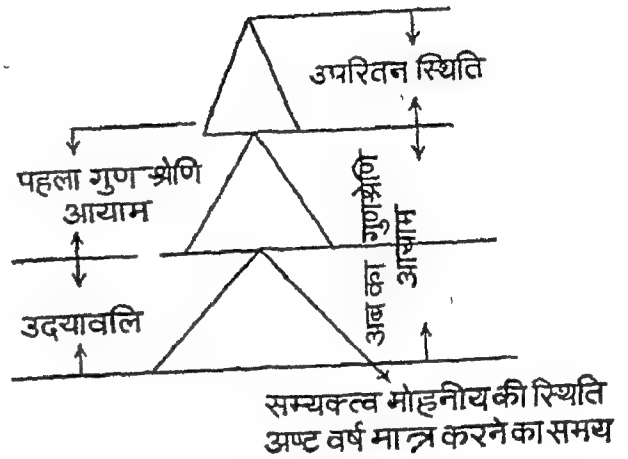 उपरितन स्थिति
पहला गुण श्रेणि
आयाम
अब का गुणश्रेणि
आयाम
उदयावलि
सम्यक्त्व मोहनीय की स्थिति
अष्ट वर्ष मात्र करने का समय